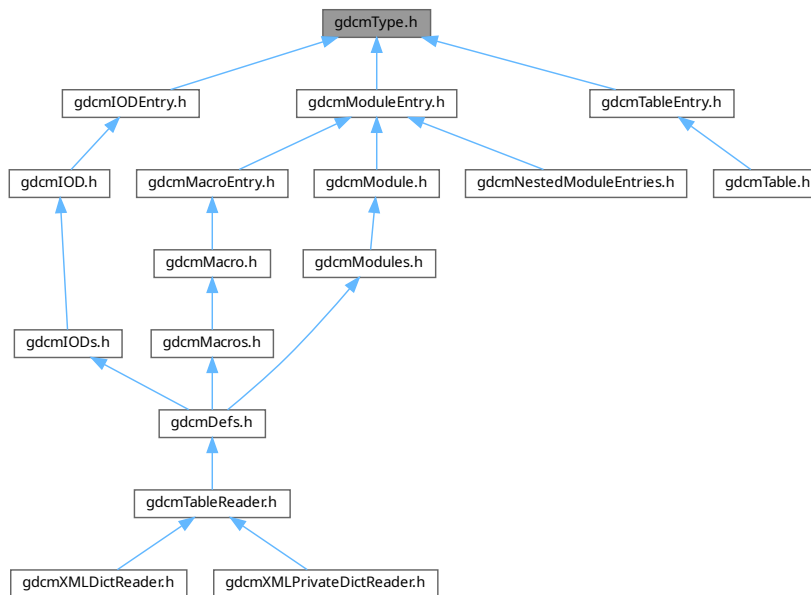 gdcmType.h
gdcmIODEntry.h
gdcmModuleEntry.h
gdcmTableEntry.h
gdcmIOD.h
gdcmMacroEntry.h
gdcmModule.h
gdcmNestedModuleEntries.h
gdcmTable.h
gdcmMacro.h
gdcmModules.h
gdcmIODs.h
gdcmMacros.h
gdcmDefs.h
gdcmTableReader.h
gdcmXMLDictReader.h
gdcmXMLPrivateDictReader.h